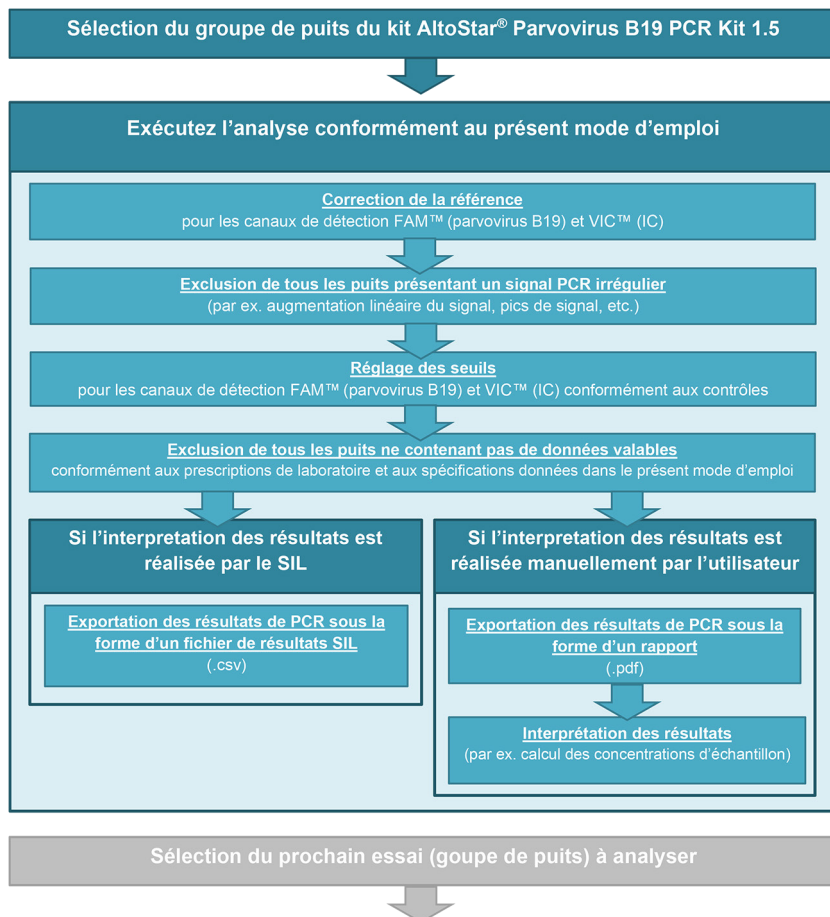 Sélection du groupe de puits du kit AltoStar® Parvovirus B19 PCR Kit 1.5
Exécutez l'analyse conformément au présent mode d'emploi
Correction de la référence
pour les canaux de détection FAM™ (parvovirus B19) et VIC™ (IC)
Exclusion de tous les puits présentant un signal PCR irrégulier
(par ex. augmentation linéaire du signal, pics de signal, etc.)
Réglage des seuils
pour les canaux de détection FAM™ (parvovirus B19) et VIC™ (IC) conformément aux contrôles
Exclusion de tous les puits ne contenant pas de données valables
conformément aux prescriptions de laboratoire et aux spécifications données dans le présent mode d'emploi
Si l'interpretation des résultats est
réalisée par le SIL
Exportation des résultats de PCR sous la
forme d'un fichier de résultats SIL
(.csv)
Si l'interpretation des résultats est
réalisée manuellement par l'utilisateur
Exportation des résultats de PCR sous la
forme d'un rapport
(.pdf)
Interprétation des résultats
(par ex. calcul des concentrations d'échantillon)
Sélection du prochain essai (goupe de puits) à analyser